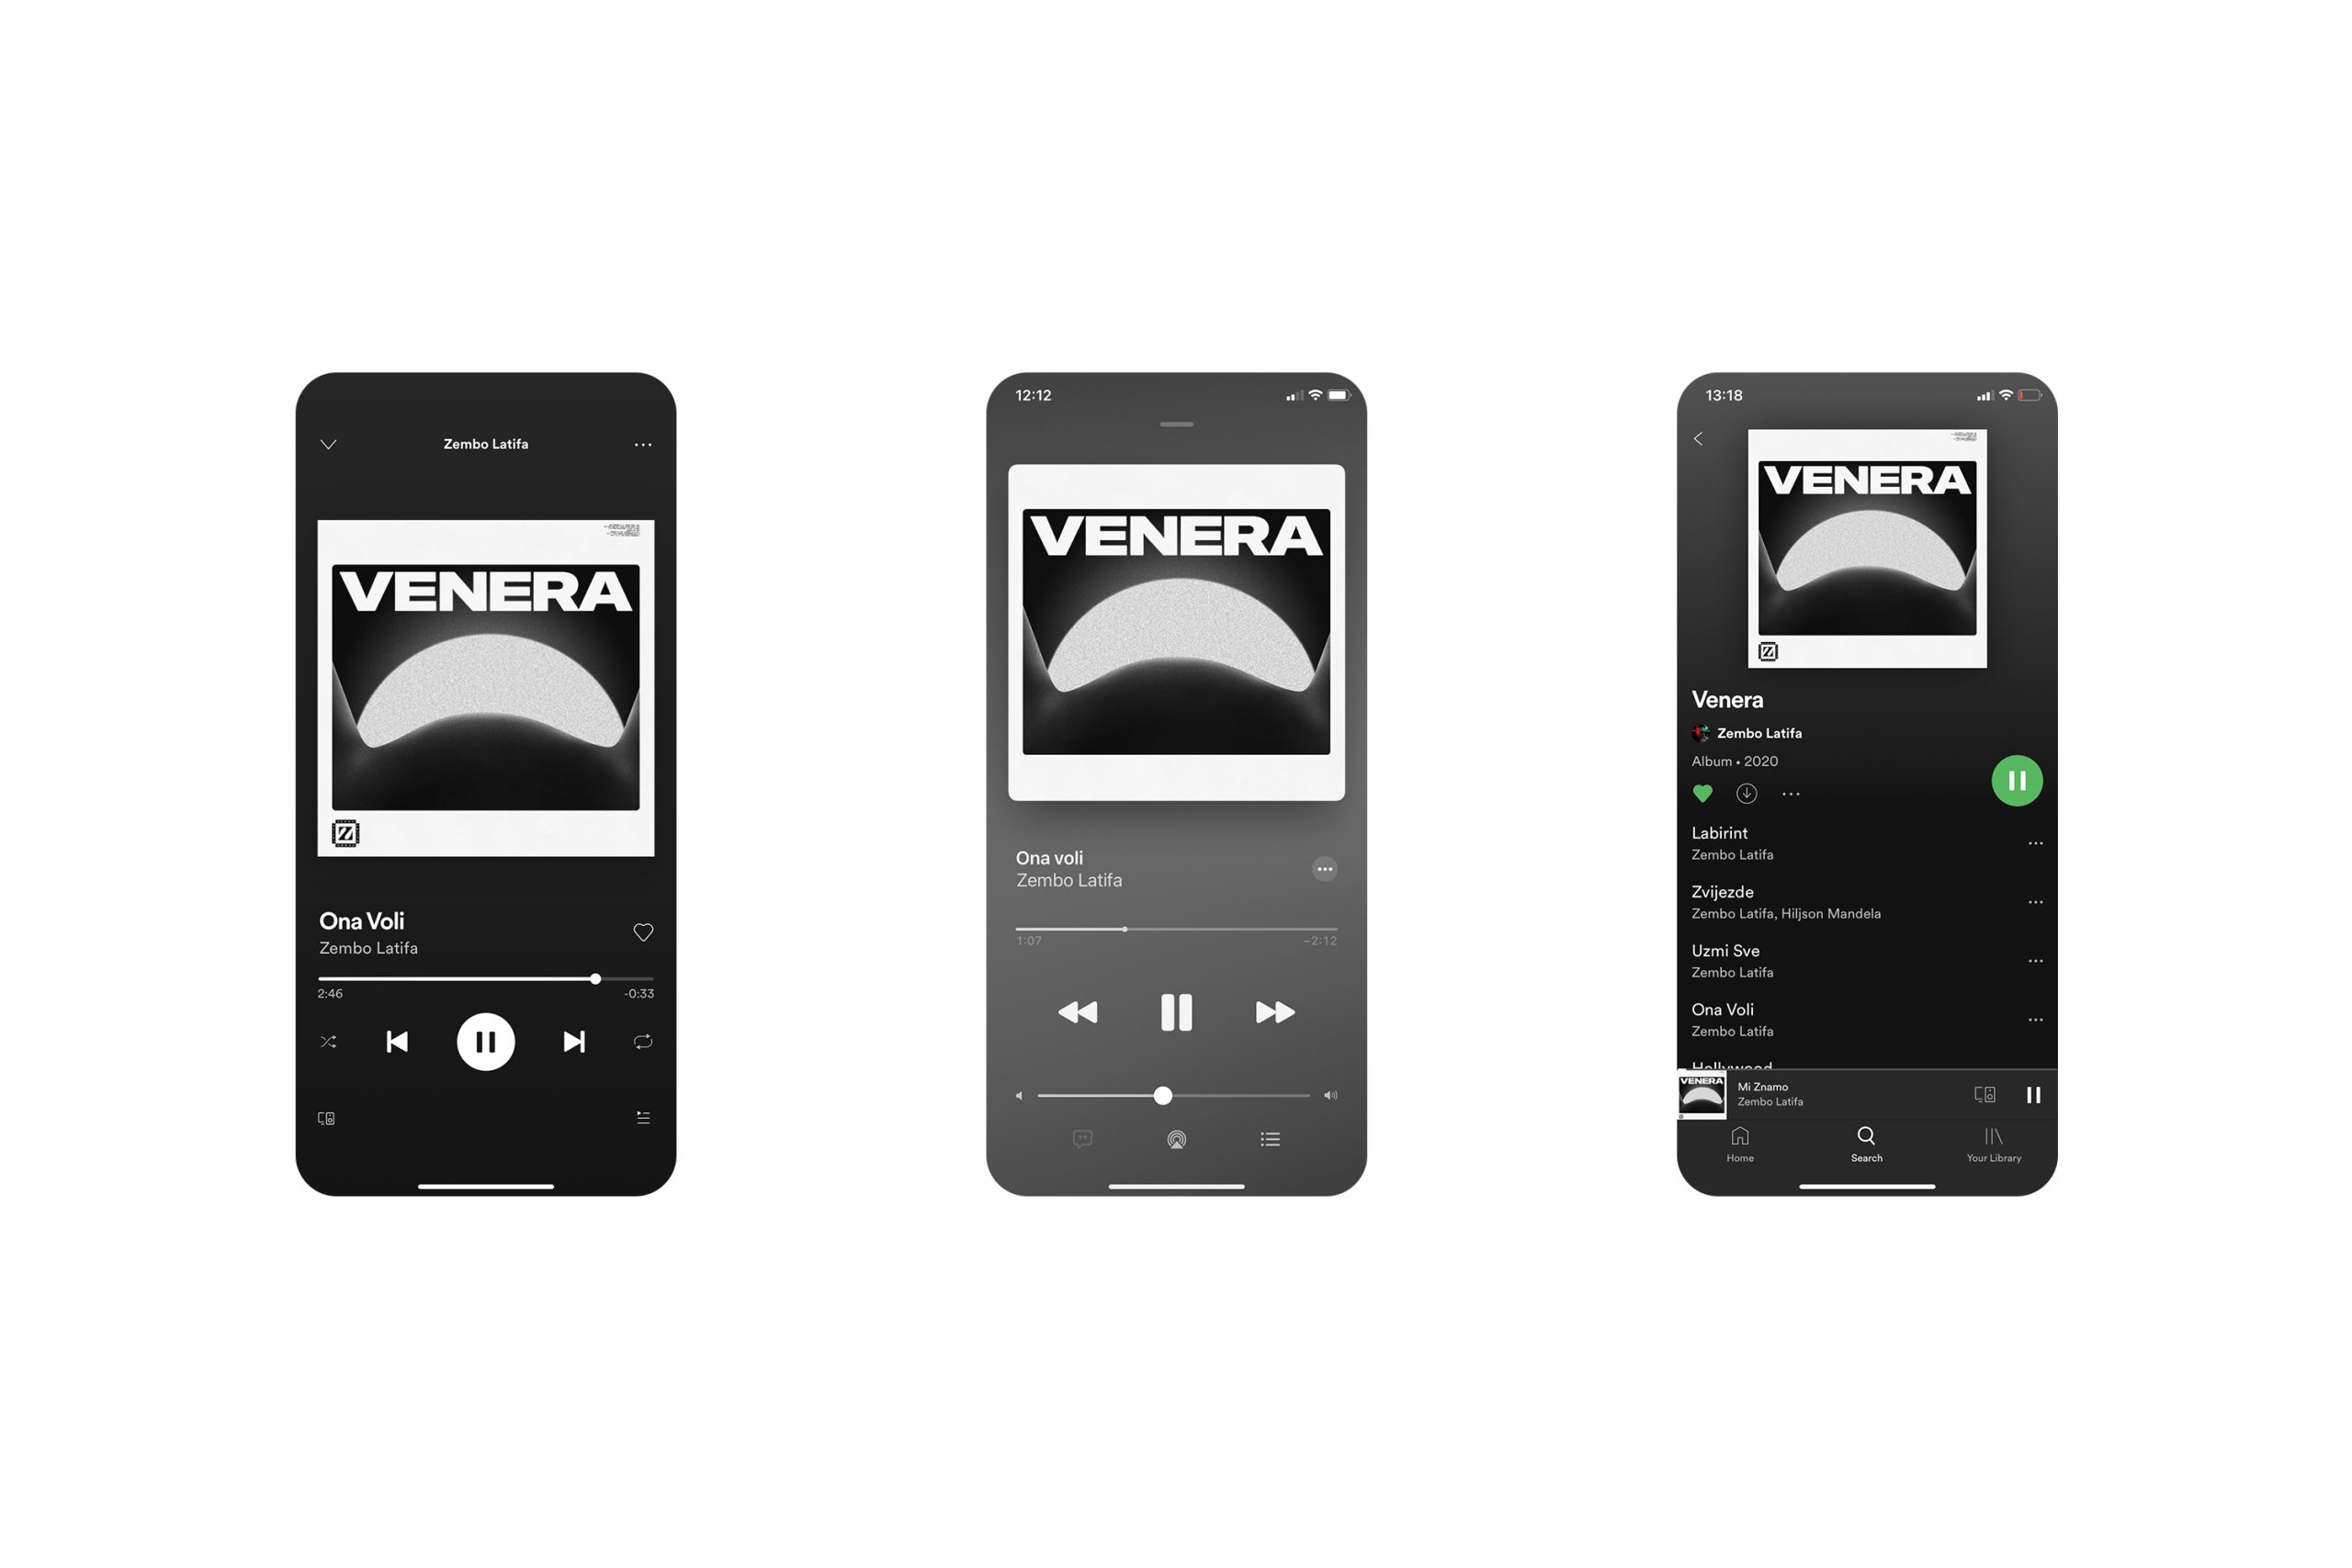 Zembo Latifa
VENERA
Ona Voli
Zembo Latifa
2:46
-0:33
12:12
VENERA
Ona voli
Zembo Latifa
1:07
-2:12
13:18
VENERA
Venera
Zembo Latifa
Album • 2020
Labirint
Zembo Latifa
Zvijezde
Zembo Latifa, Hiljson Mandela
Uzmi Sve
Zembo Latifa
Ona Voli
Zembo Latifa
Hollywood
VENERA
Mi Znamo
Zembo Latifa
Home
Search
Your Library